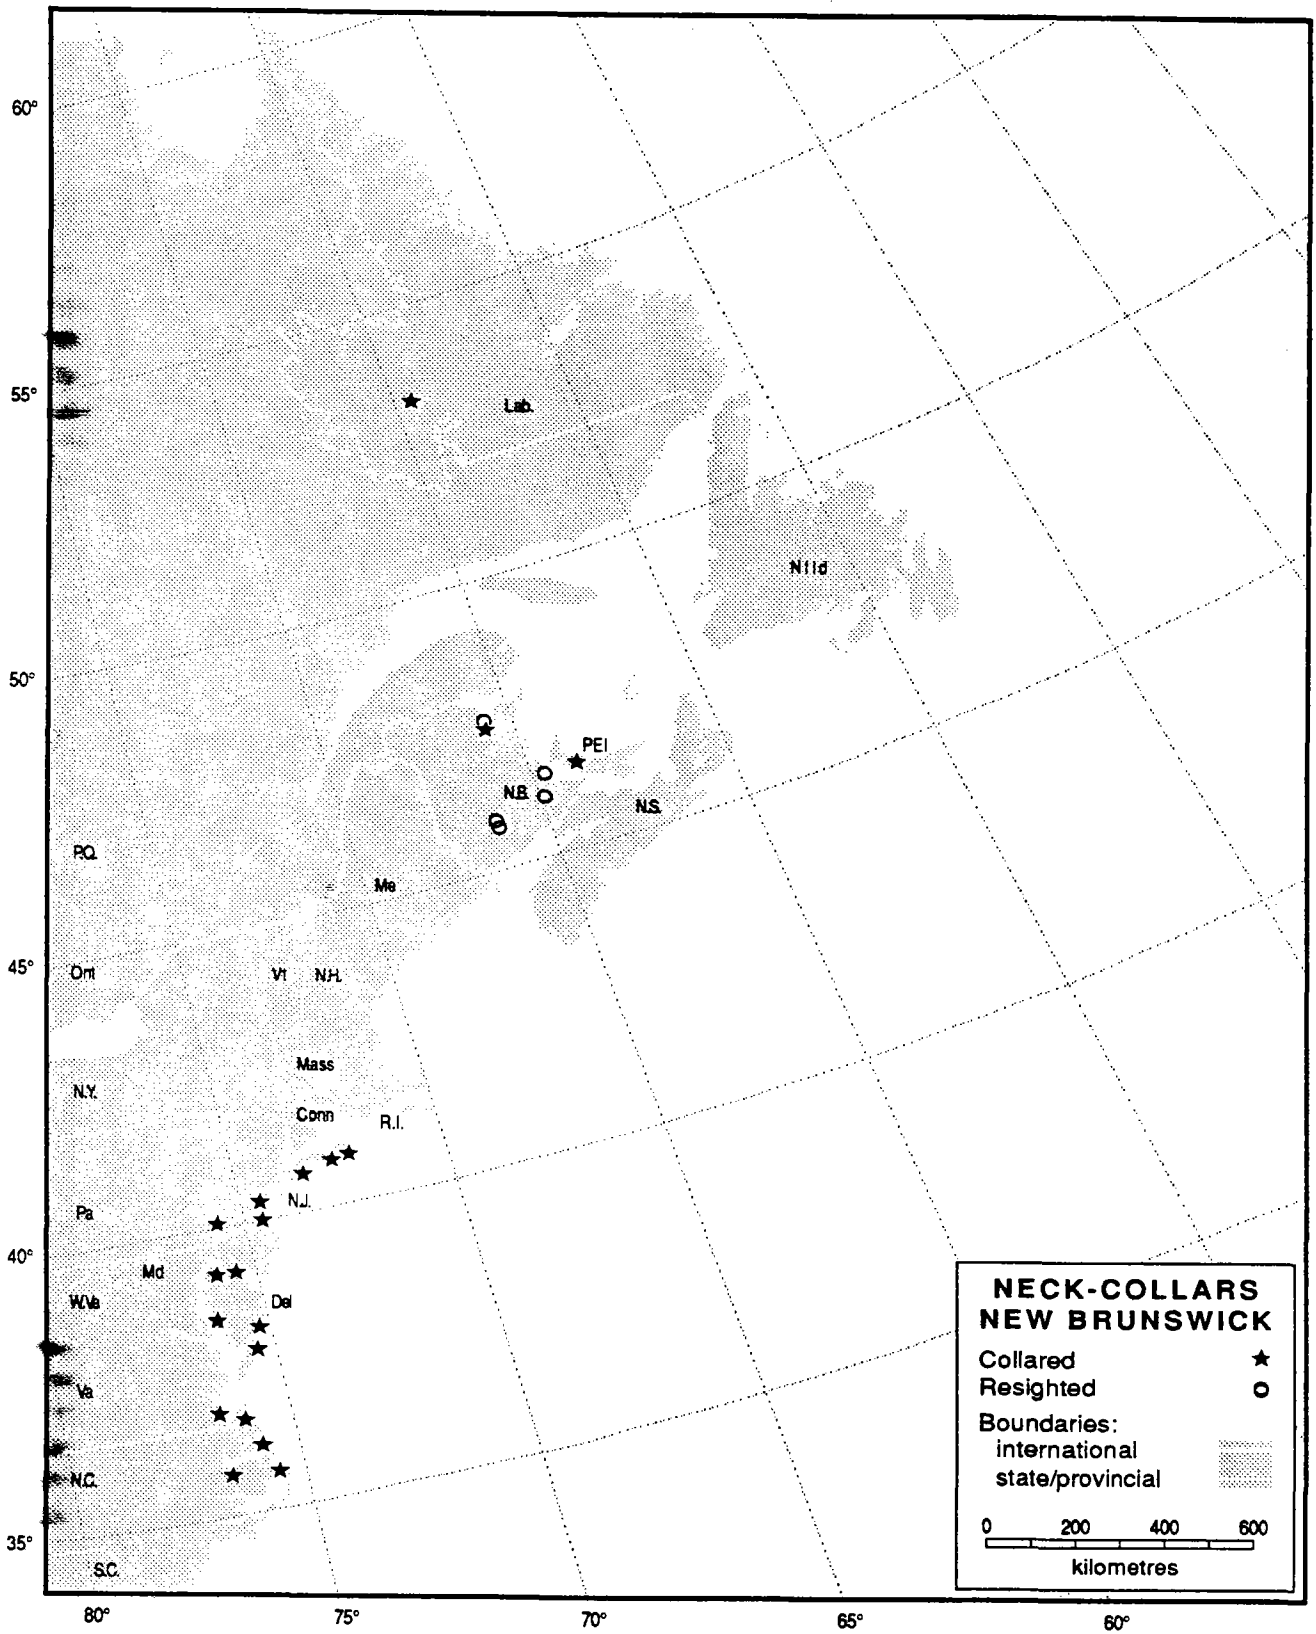 60°
55°
Lab.
Nfld
50°
PEI
N.B.
N.S.
P.Q.
Me
45°
Ont
Vt
N.H.
Mass
N.Y.
Conn
R.I.
N.J.
Pa
40°
Md
W.Va
Del
Va
N.C.
35°
S.C.
80°
75°
70°
65°
60°
NECK-COLLARS
NEW BRUNSWICK
Collared
Resighted
Boundaries:
international
state/provincial
0 200 400 600
kilometres